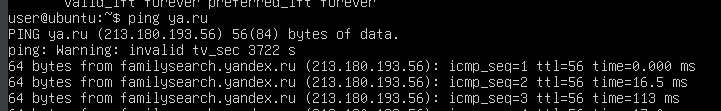 valid_lft forever preferred_lft forever
user@ubuntu:~$ ping ya.ru
PING ya.ru (213.180.193.56) 56(84) bytes of data.
ping: Warning: invalid tv_sec 3722 s
64 bytes from familysearch.yandex.ru (213.180.193.56): icmp_seq=1 ttl=56 time=0.000 ms
64 bytes from familysearch.yandex.ru (213.180.193.56): icmp_seq=2 ttl=56 time=16.5 ms
64 bytes from familysearch.yandex.ru (213.180.193.56): icmp_seq=3 ttl=56 time=113 ms